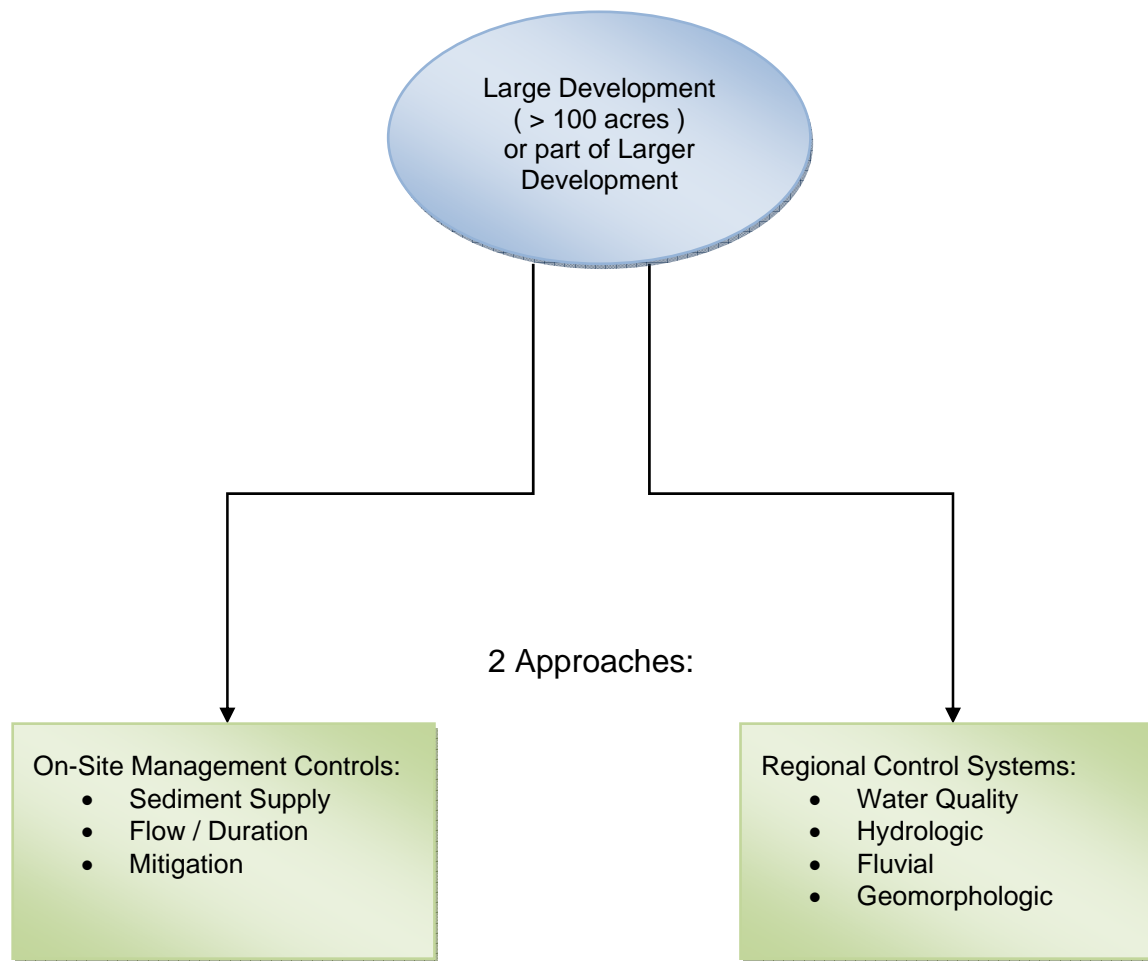 Large Development
( > 100 acres )
or part of Larger
Development
2 Approaches:
On-Site Management Controls:
• Sediment Supply
• Flow / Duration
• Mitigation
Regional Control Systems:
• Water Quality
• Hydrologic
• Fluvial
• Geomorphologic